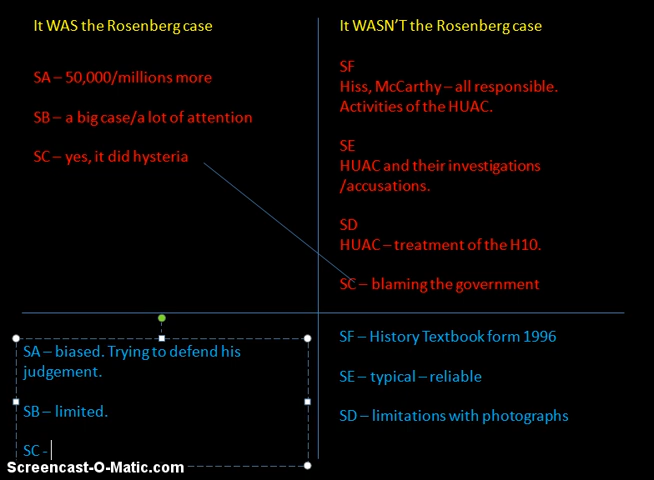 It WAS the Rosenberg case
SA – 50,000/millions more
SB – a big case/a lot of attention
SC – yes, it did hysteria
It WASN'T the Rosenberg case
SF
Hiss, McCarthy – all responsible.
Activities of the HUAC.
SE
HUAC and their investigations
/accusations.
SD
HUAC – treatment of the H10.
SC – blaming the government
SA – biased. Trying to defend his
judgement.
SB – limited.
SC -
SF – History Textbook form 1996
SE – typical – reliable
SD – limitations with photographs
Screencast-O-Matic.com